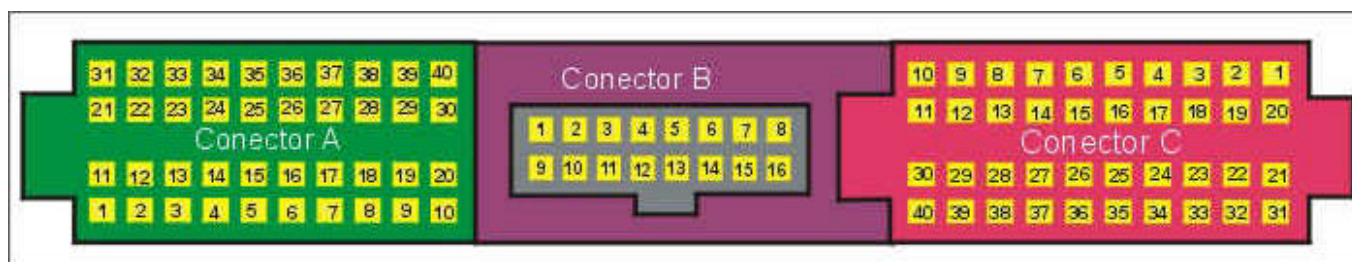 31 32 33 34 35 36 37 38 39 40
21 22 23 24 25 26 27 28 29 30
Conector A
11 12 13 14 15 16 17 18 19 20
1 2 3 4 5 6 7 8 9 10
Conector B
1 2 3 4 5 6 7 8
9 10 11 12 13 14 15 16
10 9 8 7 6 5 4 3 2 1
11 12 13 14 15 16 17 18 19 20
Conector C
30 29 28 27 26 25 24 23 22 21
40 39 38 37 36 35 34 33 32 31